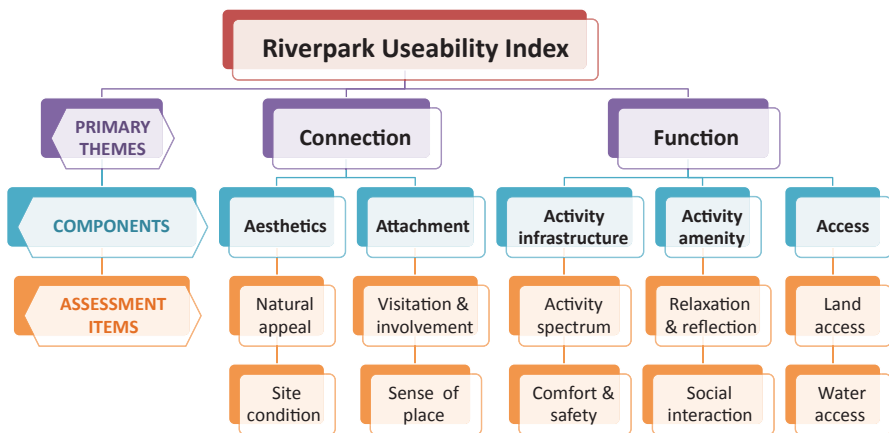 Riverpark Useability Index
PRIMARY
THEMES
Connection
Function
COMPONENTS
Aesthetics
Attachment
Activity
infrastructure
Activity
amenity
Access
ASSESSMENT
ITEMS
Natural
appeal
Visitation &
involvement
Activity
spectrum
Relaxation
& reflection
Land
access
Site
condition
Sense of
place
Comfort &
safety
Social
interaction
Water
access